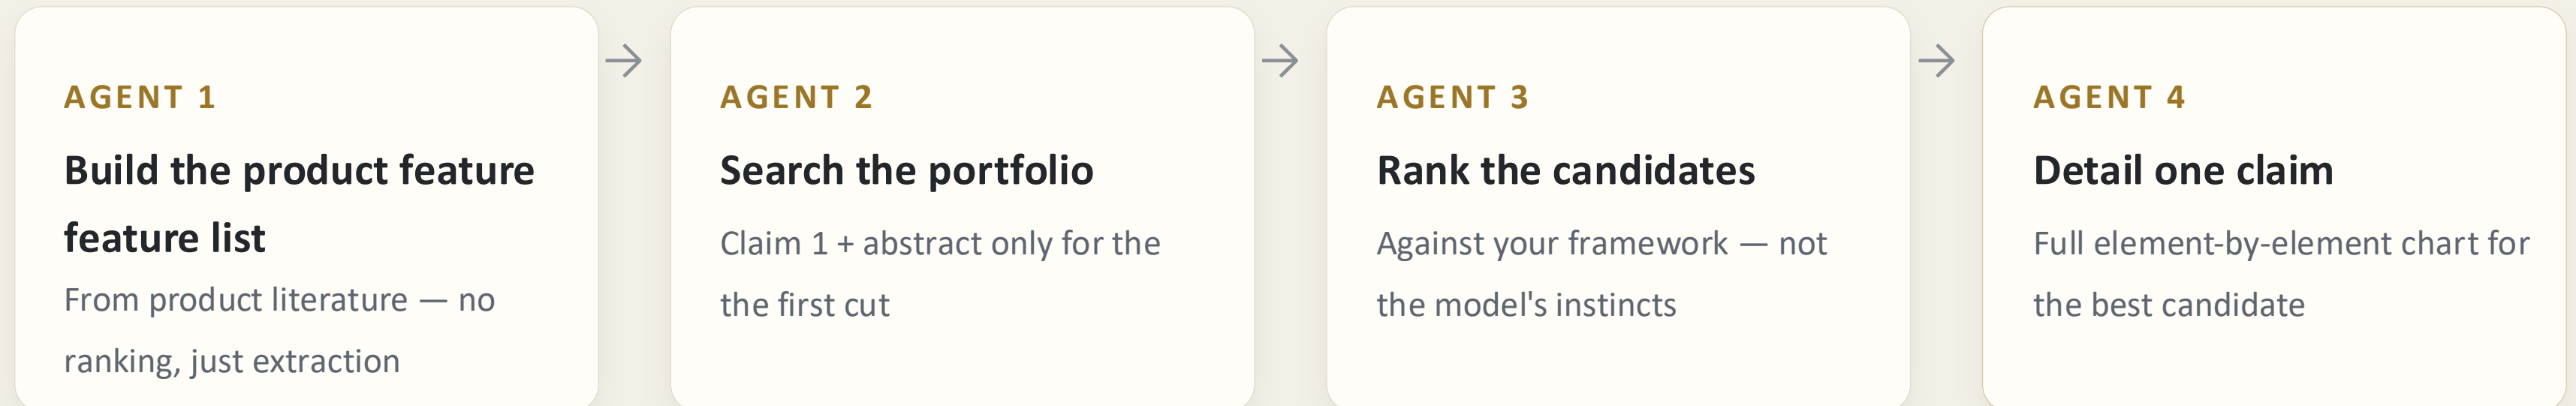 AGENT 1
Build the product feature
feature list
From product literature — no
ranking, just extraction
AGENT 2
Search the portfolio
Claim 1 + abstract only for the
the first cut
AGENT 3
Rank the candidates
Against your framework — not
the model's instincts
AGENT 4
Detail one claim
Full element-by-element chart for
the best candidate